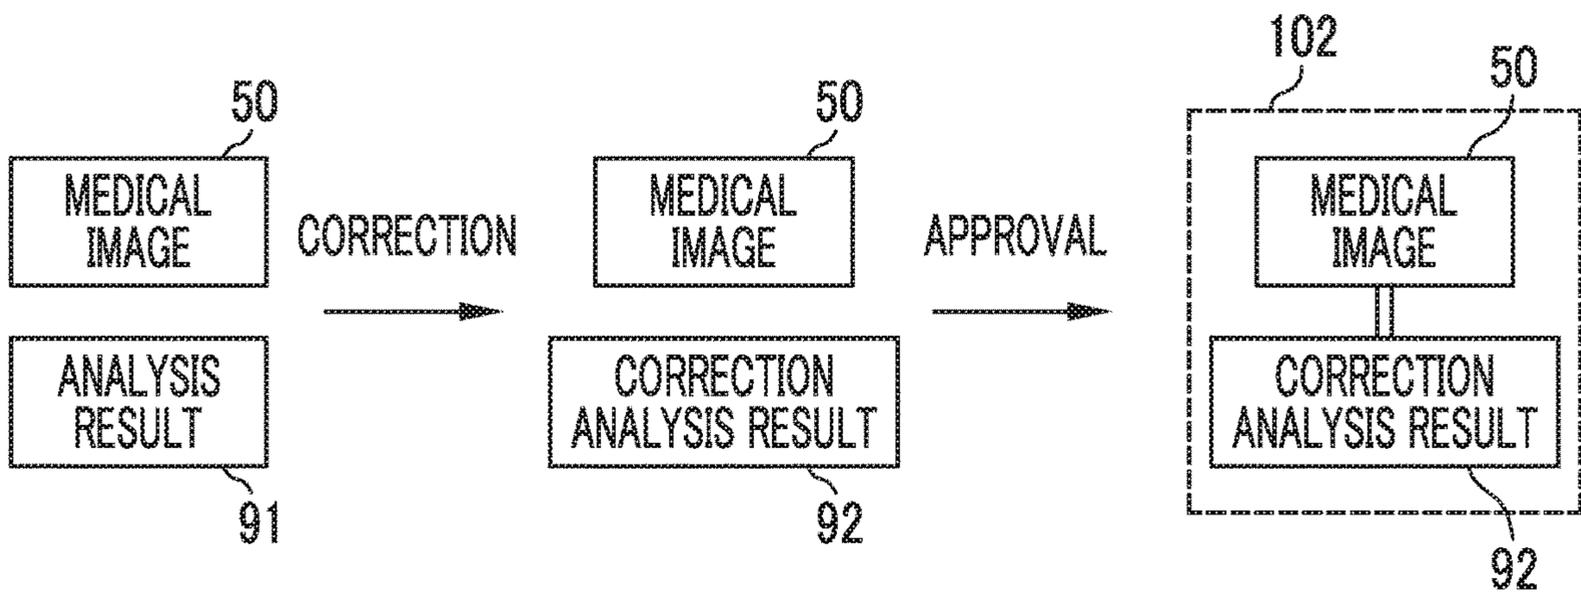 102
50
50
50
MEDICAL
IMAGE
CORRECTION
MEDICAL
IMAGE
APPROVAL
MEDICAL
IMAGE
ANALYSIS
RESULT
CORRECTION
ANALYSIS RESULT
CORRECTION
ANALYSIS RESULT
91
92
92